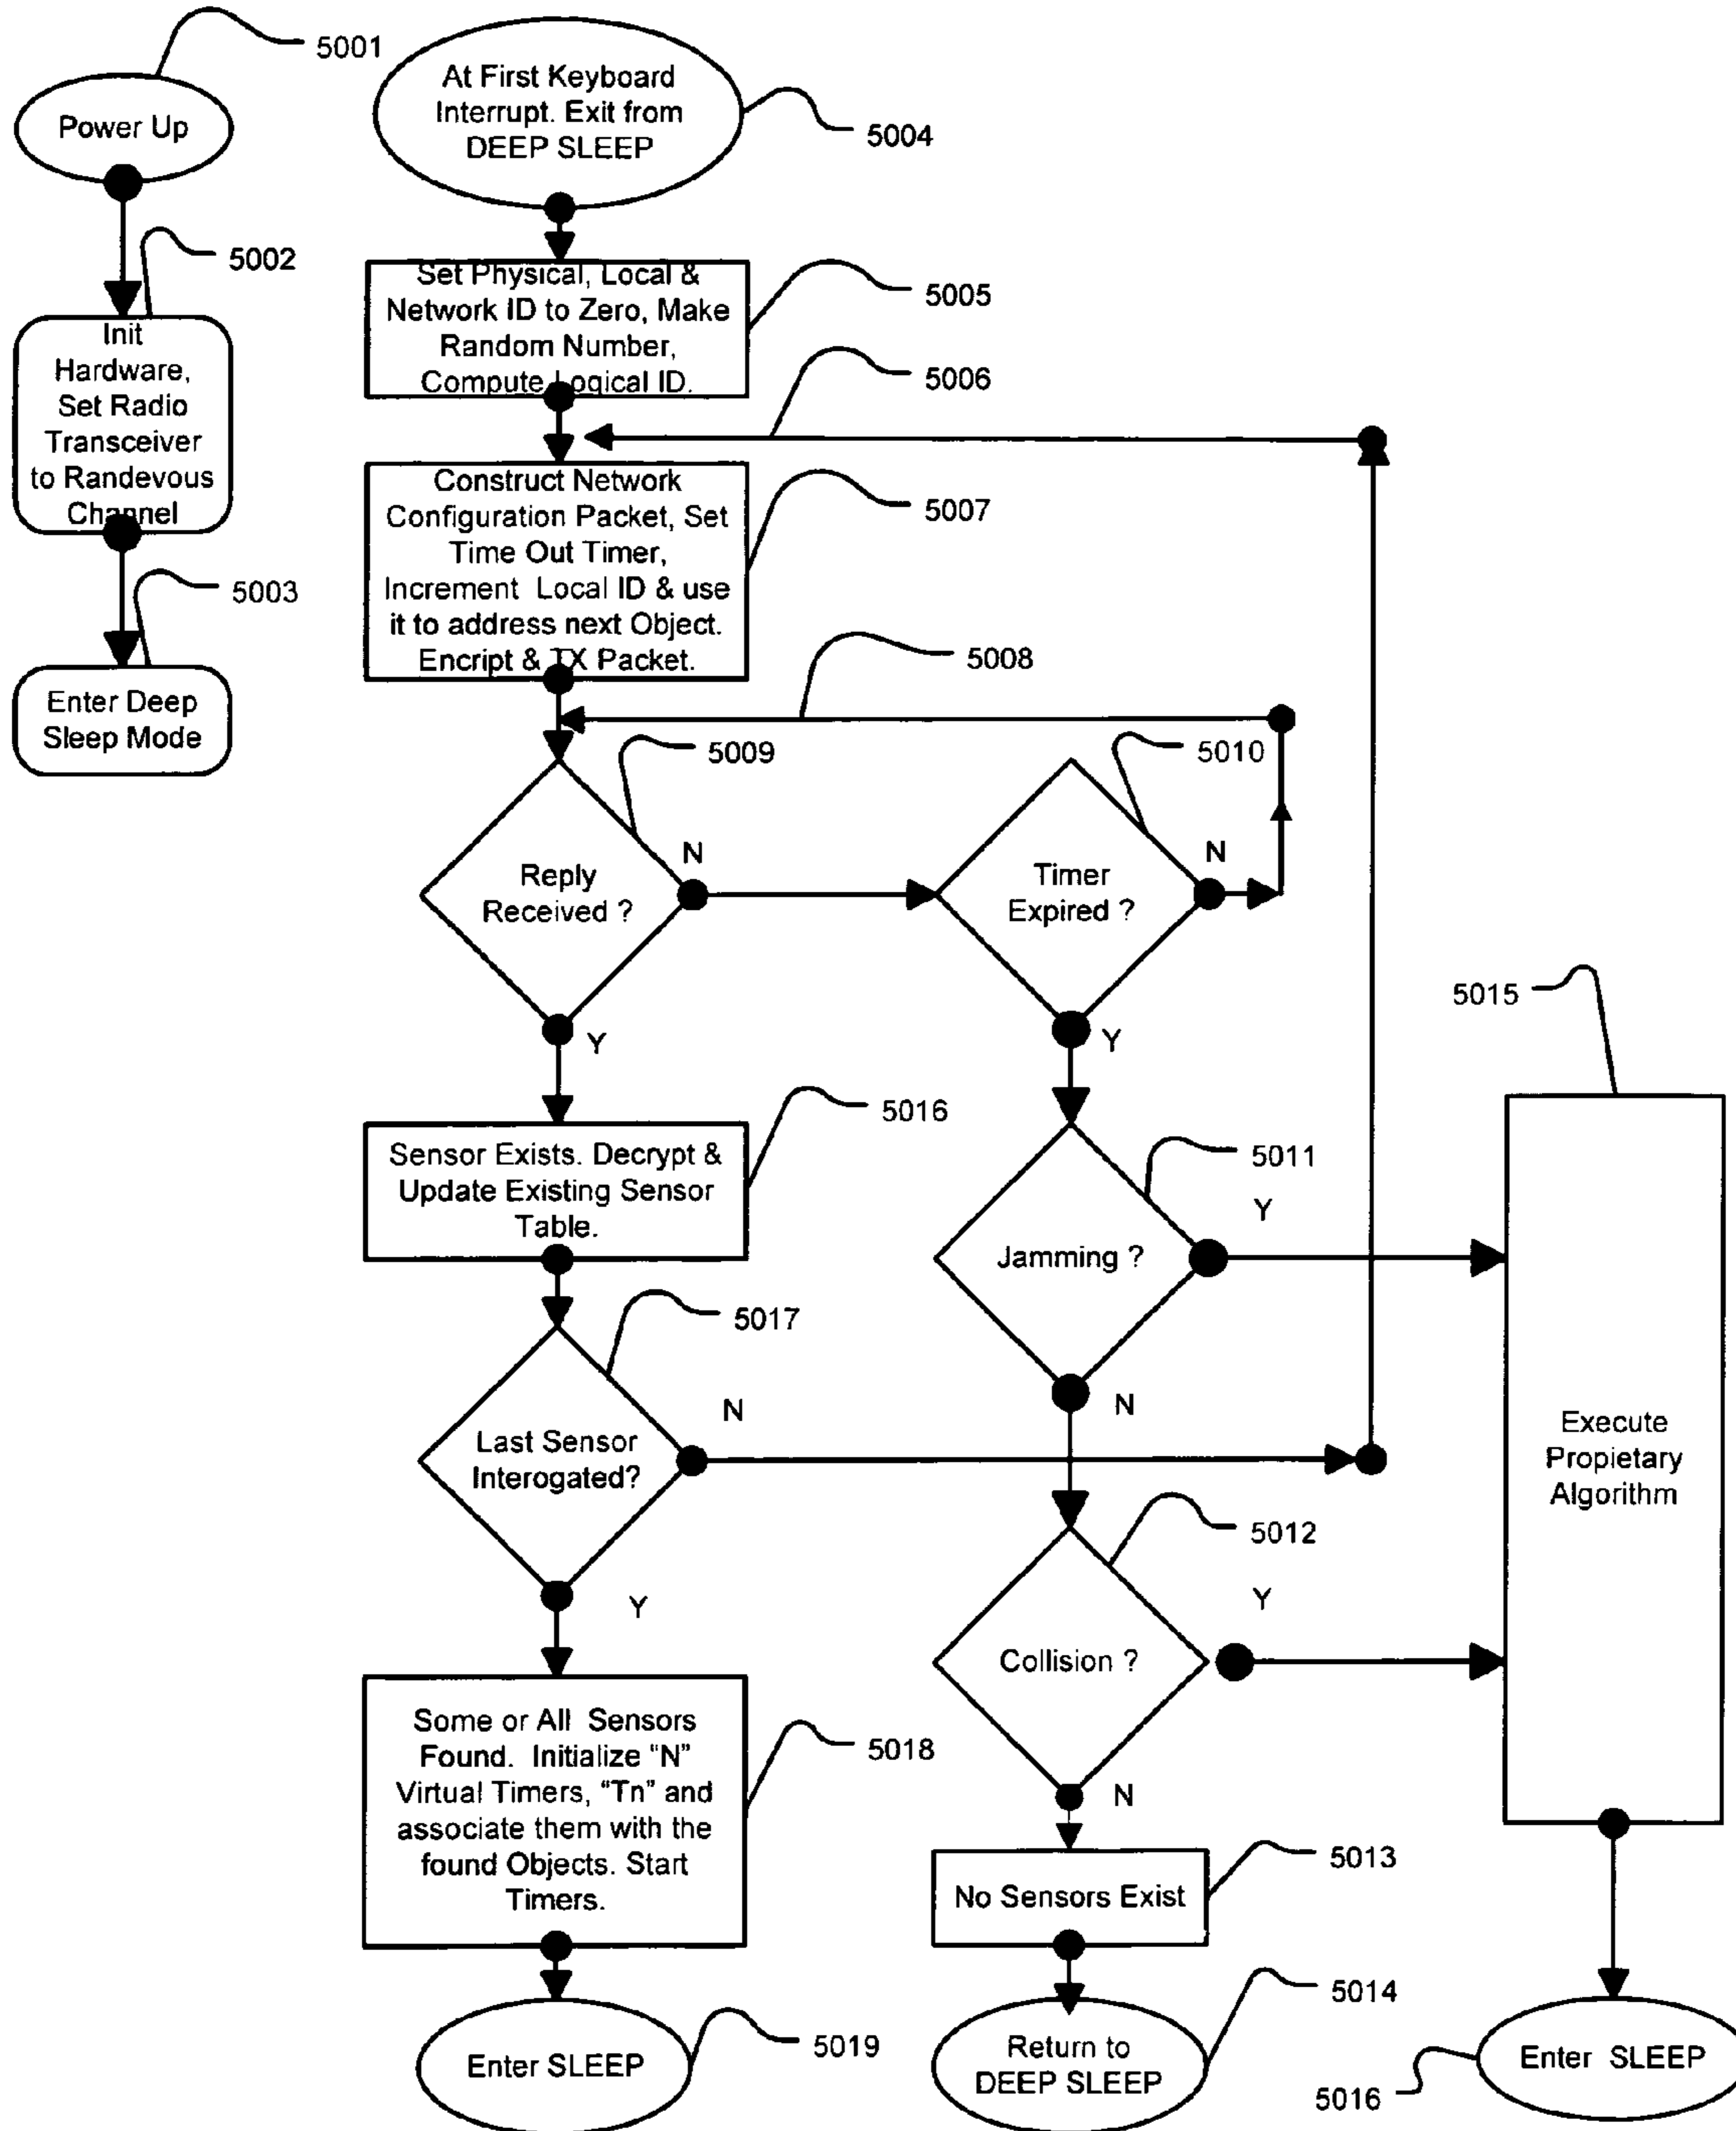 5001
Power Up
5002
Init
Hardware,
Set Radio
Transceiver
to Randevous
Channel
5003
Enter Deep
Sleep Mode
At First Keyboard
Interrupt. Exit from
DEEP SLEEP
5004
Set Physical, Local &
Network ID to Zero, Make
Random Number,
Compute Logical ID.
5005
5006
Construct Network
Configuration Packet, Set
Time Out Timer,
Increment Local ID & use
it to address next Object.
Encript & TX Packet.
5007
5008
5009
Reply
Received ?
N
Y
5010
Timer
Expired ?
N
Y
5016
Sensor Exists. Decrypt &
Update Existing Sensor
Table.
5011
Jamming ?
Y
N
5015
Execute
Propietary
Algorithm
5017
Last Sensor
Interogated?
N
Y
5012
Collision ?
Y
N
Some or All Sensors
Found. Initialize “N”
Virtual Timers, “Tn” and
associate them with the
found Objects. Start
Timers.
5018
5013
No Sensors Exist
Enter SLEEP
5019
Return to
DEEP SLEEP
5014
Enter SLEEP
5016